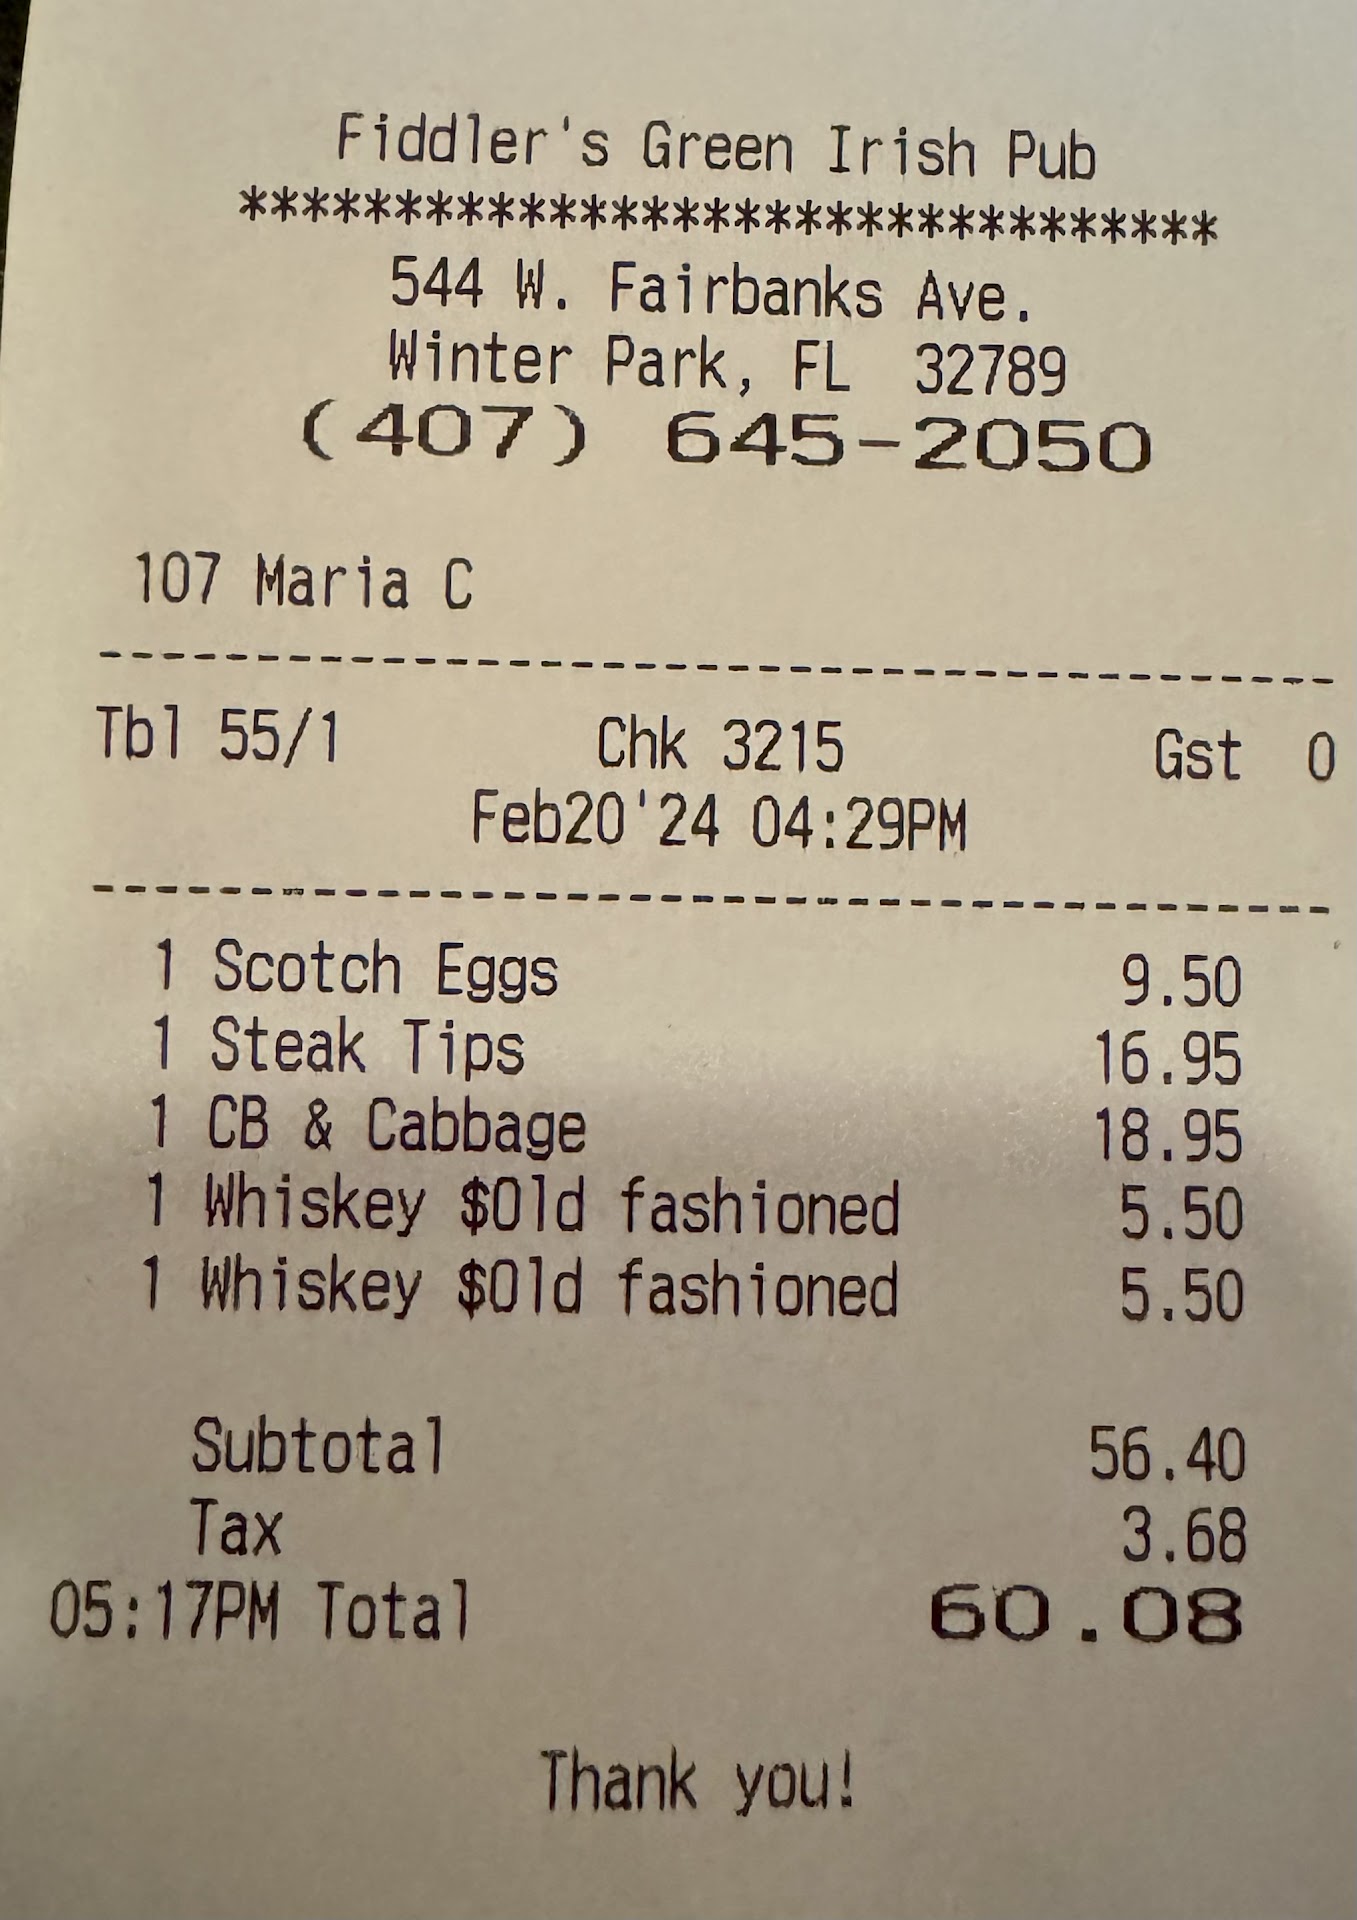 Fiddler's Green Irish Pub
********************************
544 W. Fairbanks Ave.
Winter Park, FL 32789
(407) 645-2050
107 Maria C
----------------------------------------
Tbl 55/1 Chk 3215 Gst 0
Feb20'24 04:29PM
----------------------------------------
1 Scotch Eggs 9.50
1 Steak Tips 16.95
1 CB & Cabbage 18.95
1 Whiskey $Old fashioned 5.50
1 Whiskey $Old fashioned 5.50
Subtotal 56.40
Tax 3.68
05:17PM Total 60.08
Thank you!